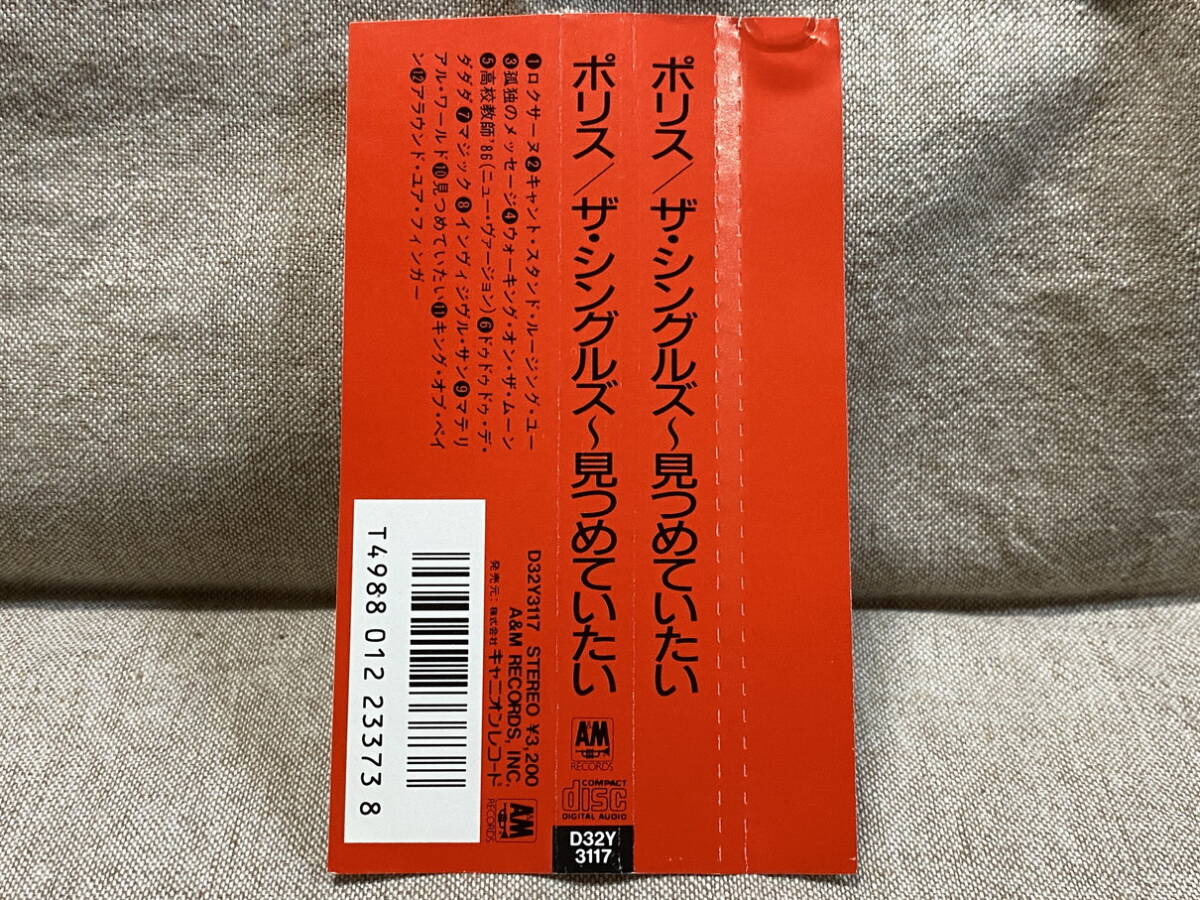 ポリス／ザ・シングルズ〜見つめていたい
ポリス／ザ・シングルズ〜見つめていたい
A&M
RECORDS
COMPACT
disc
DIGITAL AUDIO
D32Y
3117
❶ロクサーヌ❷キャント・スタンド・ルージング・ユー
❸孤独のメッセージ❹ウォーキング・オン・ザ・ムーン
❺高校教師'86(ニュー・ヴァージョン)❻ドゥドゥドゥ・デ・
ダダダ❼マジック❽インヴィジヴル・サン❾マテリ
アル・ワールド❿見つめていたい⓫キング・オブ・ペイ
ン⓬アラウンド・ユア・フィンガー
D32Y3117 STEREO ¥3,200
A&M RECORDS, INC.
発売元：株式会社キャニオンレコード
A&M
RECORDS
T4988 012 233738